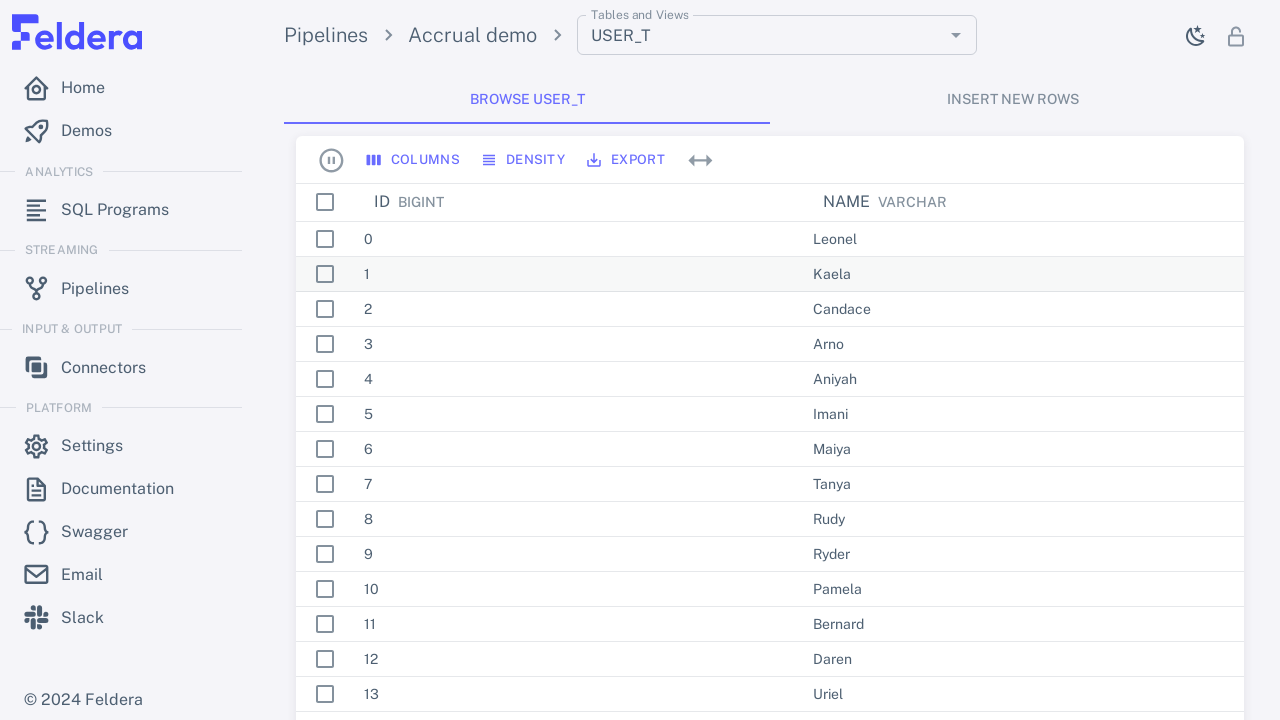 Feldera
Home
Demos
ANALYTICS
SQL Programs
STREAMING
Pipelines
INPUT & OUTPUT
Connectors
PLATFORM
Settings
Documentation
Swagger
Email
Slack
© 2024 Feldera
Pipelines
Accrual demo
Tables and Views
USER_T
BROWSE USER_T
INSERT NEW ROWS
COLUMNS
DENSITY
EXPORT
ID BIGINT NAME VARCHAR
0 Leonel
1 Kaela
2 Candace
3 Arno
4 Aniyah
5 Imani
6 Maiya
7 Tanya
8 Rudy
9 Ryder
10 Pamela
11 Bernard
12 Daren
13 Uriel